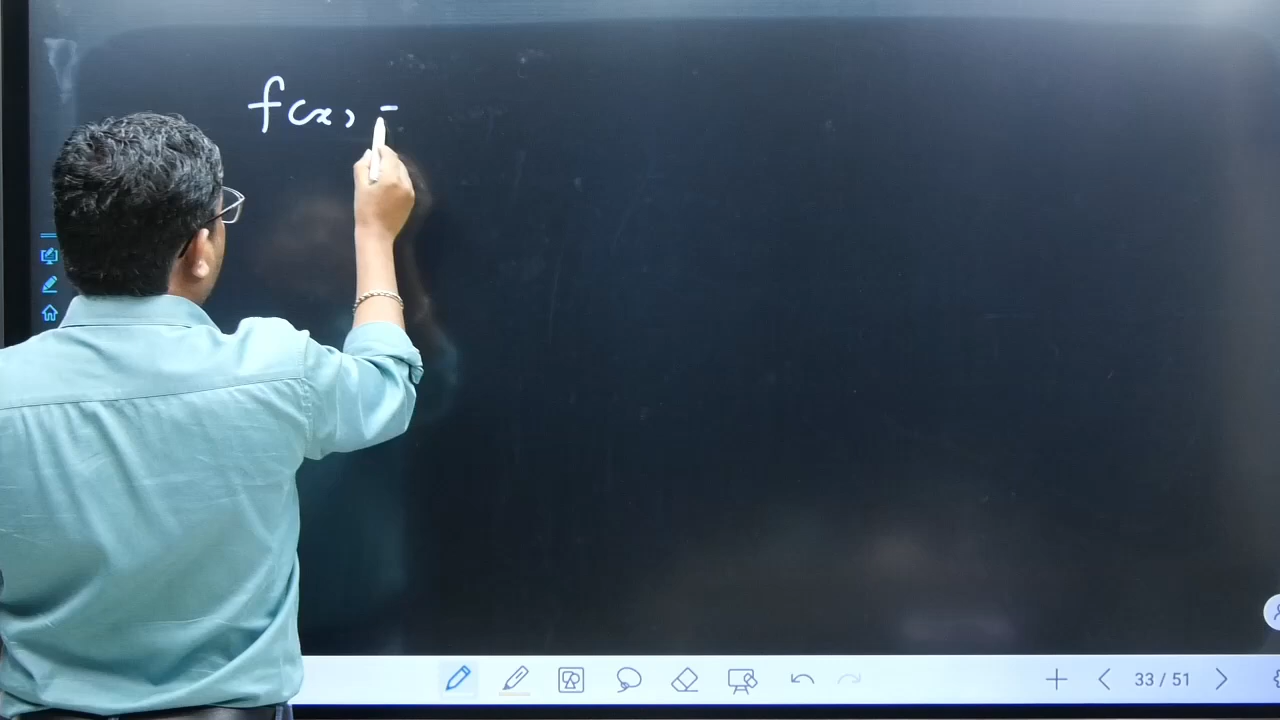 f(x) =
33 / 51